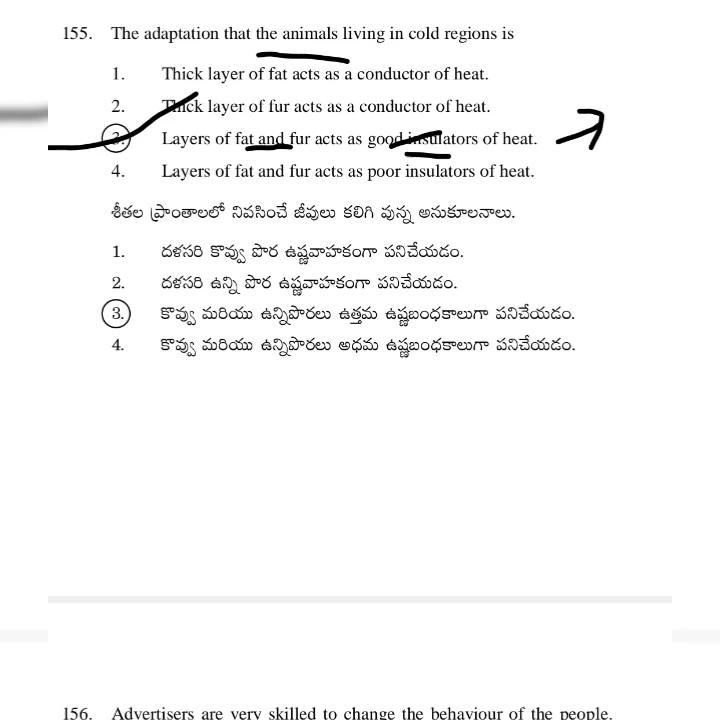 155. The adaptation that the animals living in cold regions is
1. Thick layer of fat acts as a conductor of heat.
2. Thick layer of fur acts as a conductor of heat.
3. Layers of fat and fur acts as good insulators of heat.
4. Layers of fat and fur acts as poor insulators of heat.
శీతల ప్రాంతాలలో నివసించే జీవులు కలిగి వున్న అనుకూలనాలు.
1. దళసరి కొవ్వు పొర ఉష్ణవాహకంగా పనిచేయడం.
2. దళసరి ఉన్ని పొర ఉష్ణవాహకంగా పనిచేయడం.
3. కొవ్వు మరియు ఉన్నిపొరలు ఉత్తమ ఉష్ణబంధకాలుగా పనిచేయడం.
4. కొవ్వు మరియు ఉన్నిపొరలు అధమ ఉష్ణబంధకాలుగా పనిచేయడం.
156. Advertisers are very skilled to change the behaviour of the people.